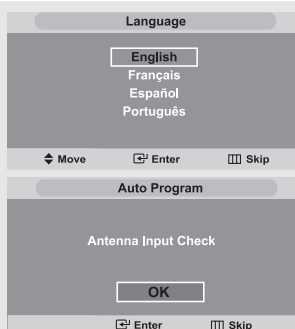 Language
English
Français
Español
Português
Move Enter Skip
Auto Program
Antenna Input Check
OK
Enter Skip